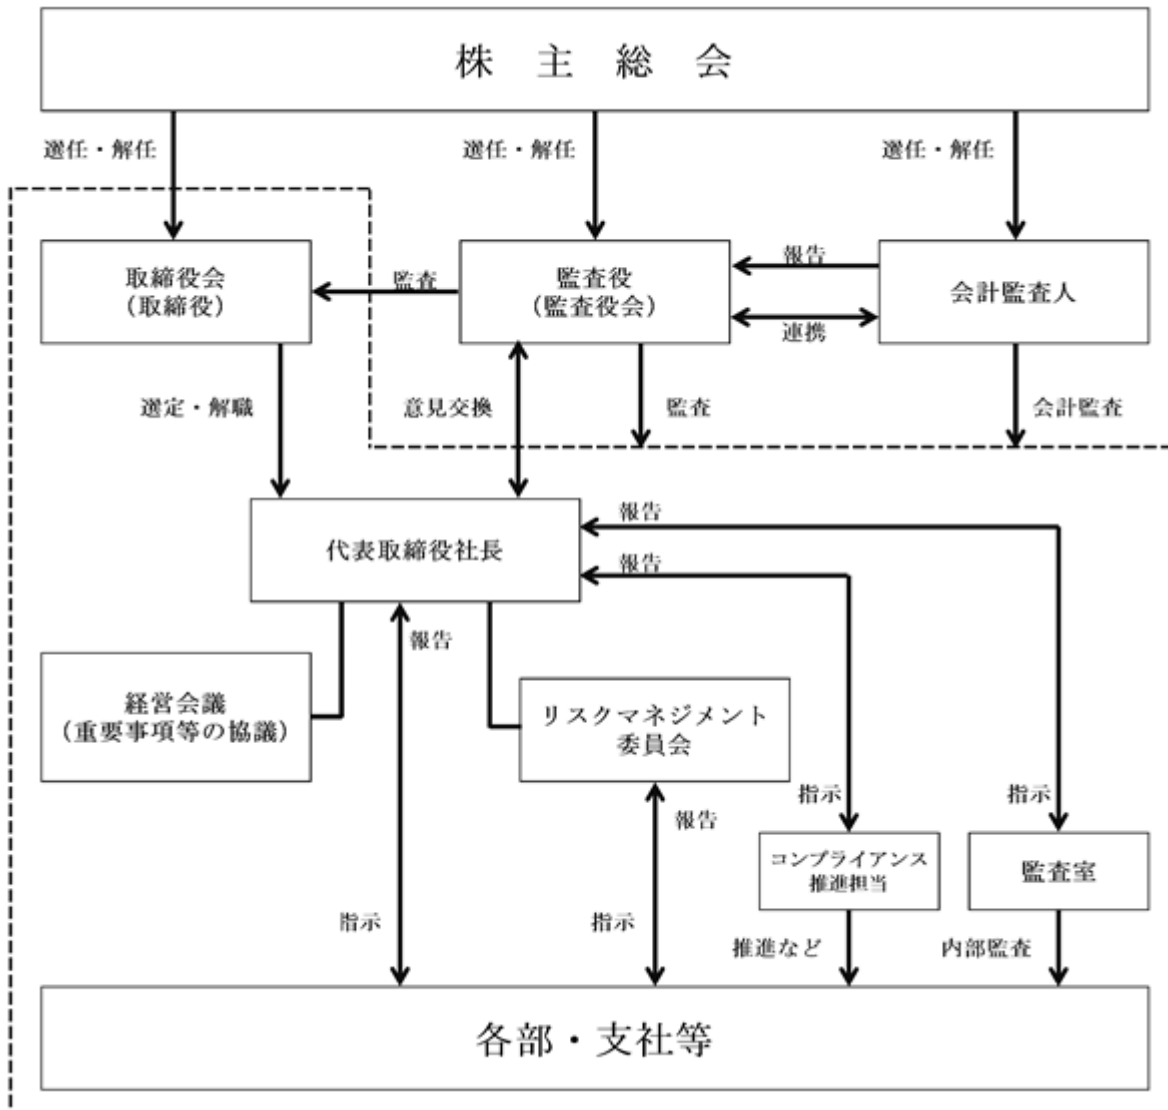 株主総会
選任・解任
選任・解任
選任・解任
取締役会
（取締役）
監査
監査役
（監査役会）
報告
連携
会計監査人
選定・解職
意見交換
監査
会計監査
代表取締役社長
報告
報告
報告
経営会議
（重要事項等の協議）
リスクマネジメント
委員会
報告
指示
指示
コンプライアンス
推進担当
監査室
指示
指示
推進など
内部監査
各部・支社等